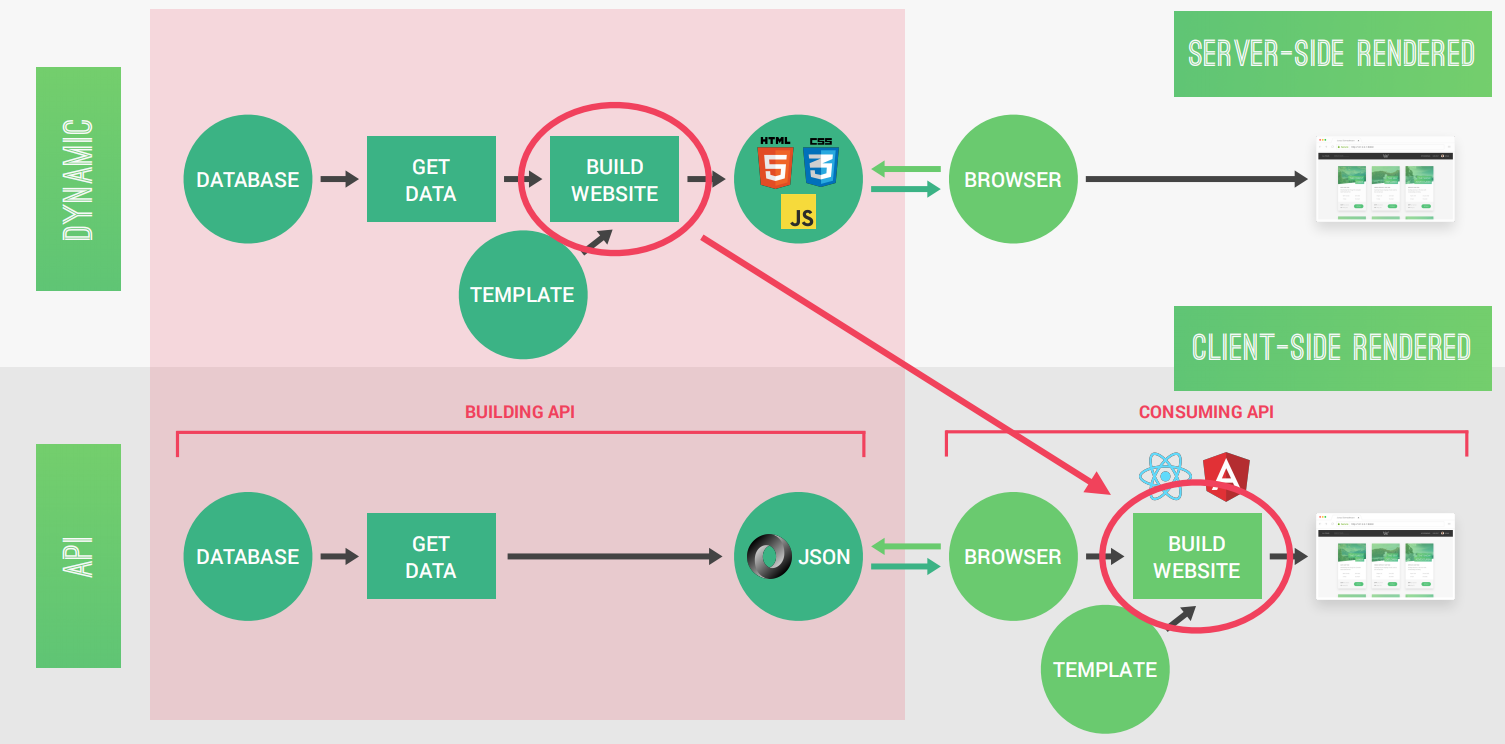 SERVER-SIDE RENDERED
DYNAMIC
DATABASE
GET
DATA
BUILD
WEBSITE
TEMPLATE
HTML
5
CSS
3
JS
BROWSER
CLIENT-SIDE RENDERED
BUILDING API
CONSUMING API
API
DATABASE
GET
DATA
JSON
BROWSER
BUILD
WEBSITE
TEMPLATE